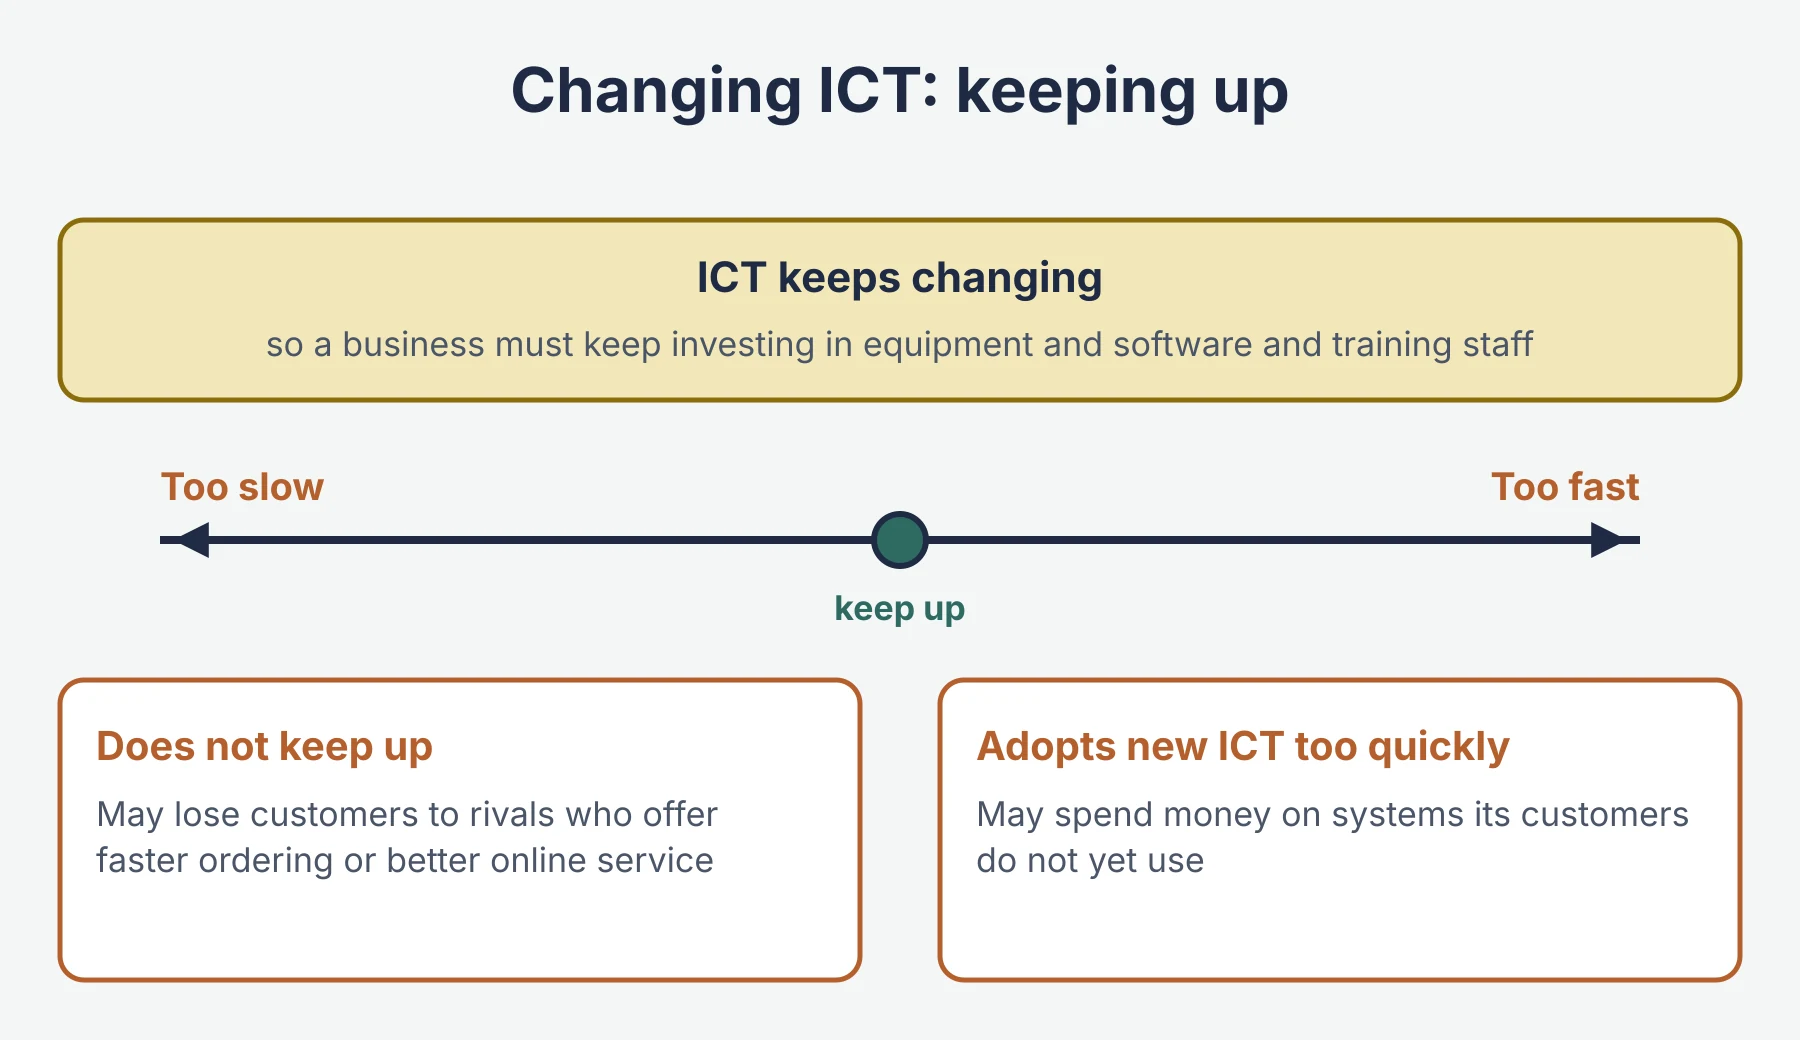 Changing ICT: keeping up
ICT keeps changing
so a business must keep investing in equipment and software and training staff
Too slow
Too fast
keep up
Does not keep up
May lose customers to rivals who offer
faster ordering or better online service
Adopts new ICT too quickly
May spend money on systems its customers
do not yet use